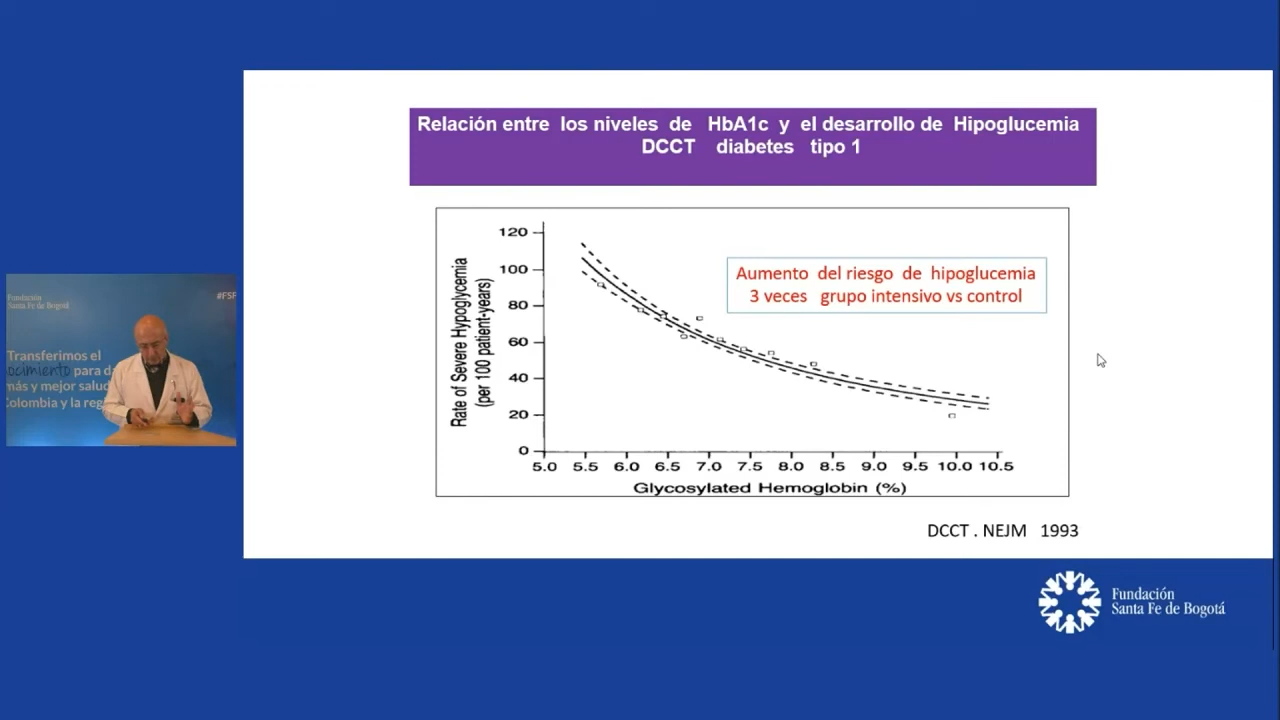 Relación entre los niveles de HbA1c y el desarrollo de Hipoglucemia
DCCT diabetes tipo 1
Rate of Severe Hypoglycemia
(per 100 patient-years)
120
100
80
60
40
20
0
Aumento del riesgo de hipoglucemia
3 veces grupo intensivo vs control
5.0 5.5 6.0 6.5 7.0 7.5 8.0 8.5 9.0 9.5 10.0 10.5
Glycosylated Hemoglobin (%)
DCCT . NEJM 1993
Fundación
Santa Fe de Bogotá
#FSF
Transferimos el
ocimiento para da
más y mejor salud
Colombia y la reg
Fundación
Santa Fe de Bogotá